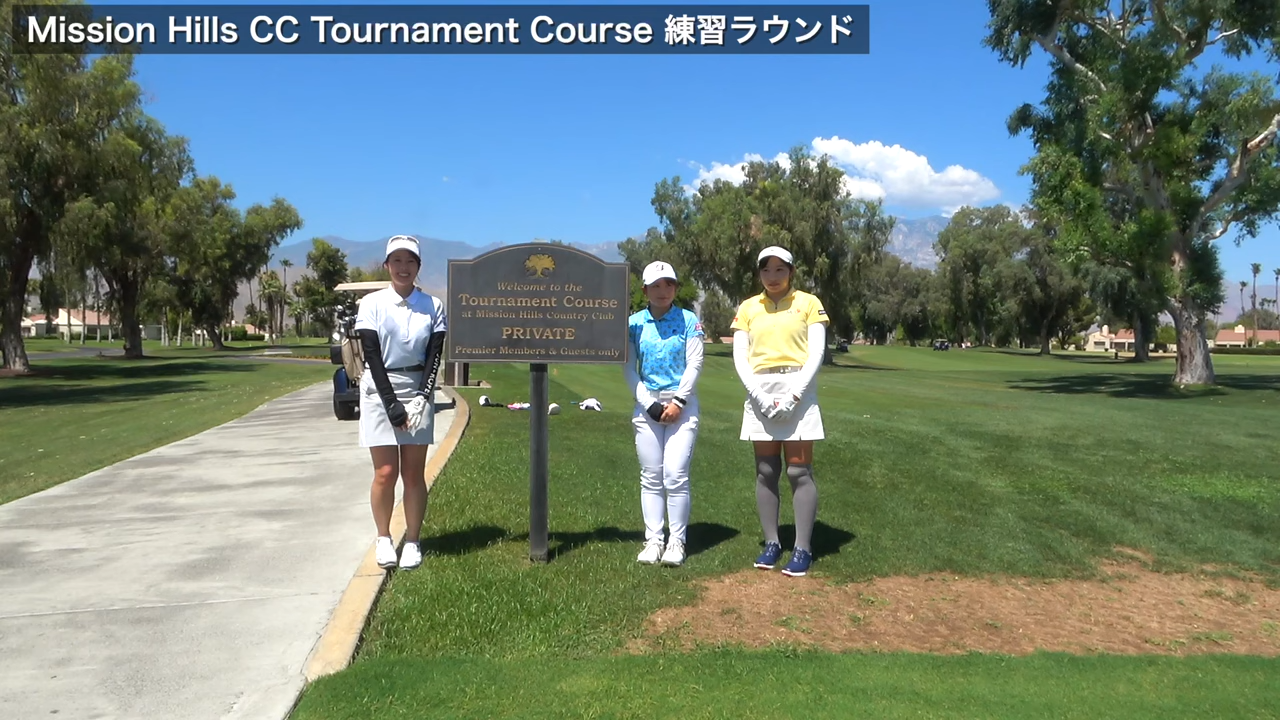 Mission Hills CC Tournament Course 練習ラウンド
Welcome to the
Tournament Course
at Mission Hills Country Club
PRIVATE
Premier Members & Guests only